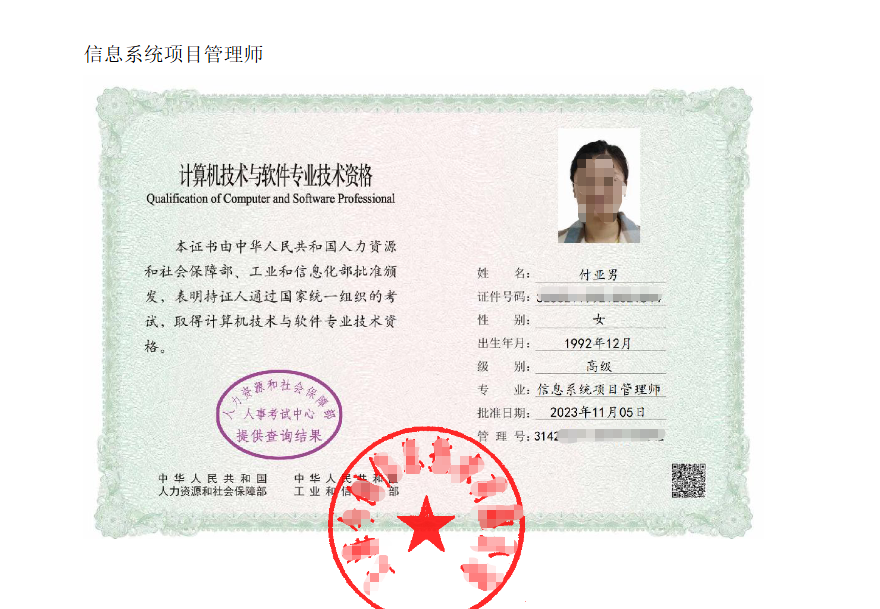 信息系统项目管理师
计算机技术与软件专业技术资格
Qualification of Computer and Software Professional
本证书由中华人民共和国人力资源
和社会保障部、工业和信息化部批准颁
发，表明持证人通过国家统一组织的考
试，取得计算机技术与软件专业技术资
格。
姓 名： 付亚男
证件号码：
性 别： 女
出生年月： 1992年12月
级 别： 高级
专 业： 信息系统项目管理师
批准日期： 2023年11月05日
管 理 号： 3142
人力资源和社会保障部
人事考试中心
提供查询结果
中华人民共和国
人力资源和社会保障部
中华人民共和国
工业和信 部